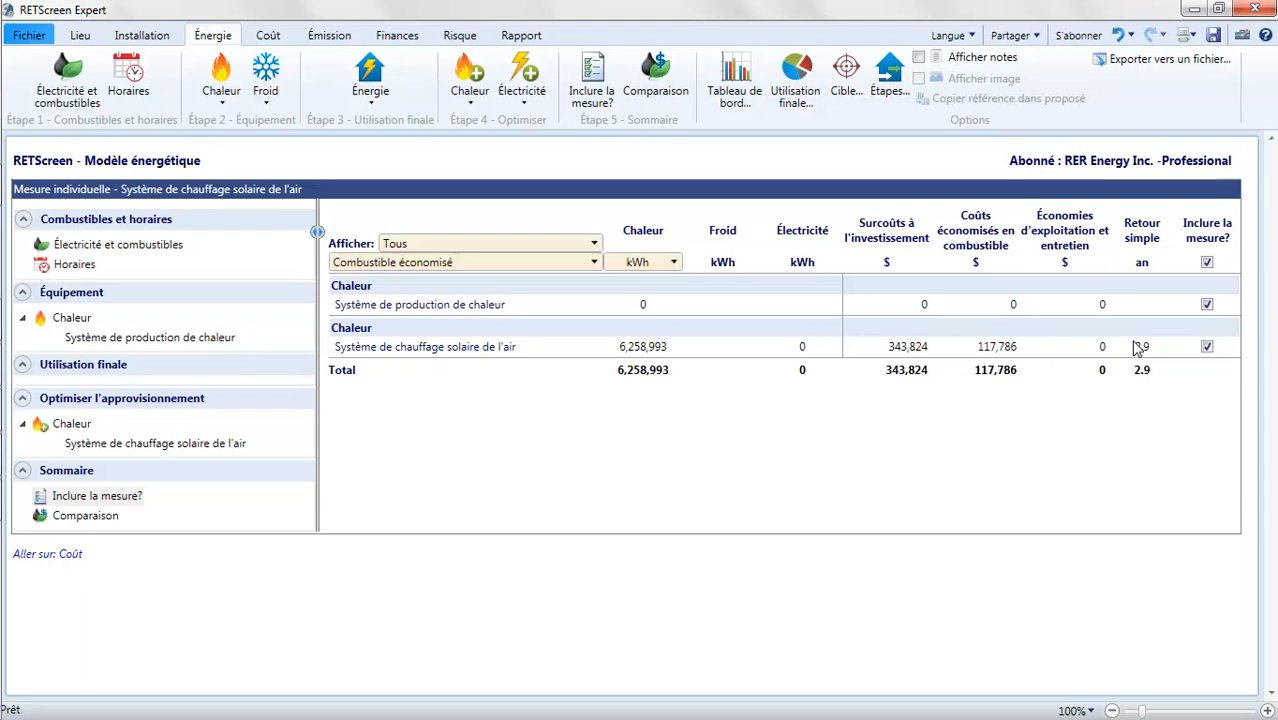 RETScreen Expert
Fichier Lieu Installation Énergie Coût Émission Finances Risque Rapport Langue Partager S'abonner
Électricité et combustibles Horaires Chaleur Froid Énergie Chaleur Électricité Inclure la mesure? Comparaison Tableau de bord... Utilisation finale... Cible... Étapes... Afficher notes Exporter vers un fichier...
Afficher image
Copier référence dans proposé
Étape 1 - Combustibles et horaires Étape 2 - Équipement Étape 3 - Utilisation finale Étape 4 - Optimiser Étape 5 - Sommaire Options
RETScreen - Modèle énergétique Abonné : RER Energy Inc. -Professional
Mesure individuelle - Système de chauffage solaire de l'air
Combustibles et horaires
Électricité et combustibles
Horaires
Équipement
Chaleur
Système de production de chaleur
Utilisation finale
Optimiser l'approvisionnement
Chaleur
Système de chauffage solaire de l'air
Sommaire
Inclure la mesure?
Comparaison
Chaleur Froid Électricité Surcoûts à l'investissement Coûts économisés en combustible Économies d'exploitation et entretien Retour simple Inclure la mesure?
Afficher: Tous
Combustible économisé kWh kWh kWh $ $ $ an
Chaleur
Système de production de chaleur 0 0 0 0
Chaleur
Système de chauffage solaire de l'air 6,258,993 0 343,824 117,786 0
Total 6,258,993 0 343,824 117,786 0 2.9
Aller sur: Coût
Prêt 100%